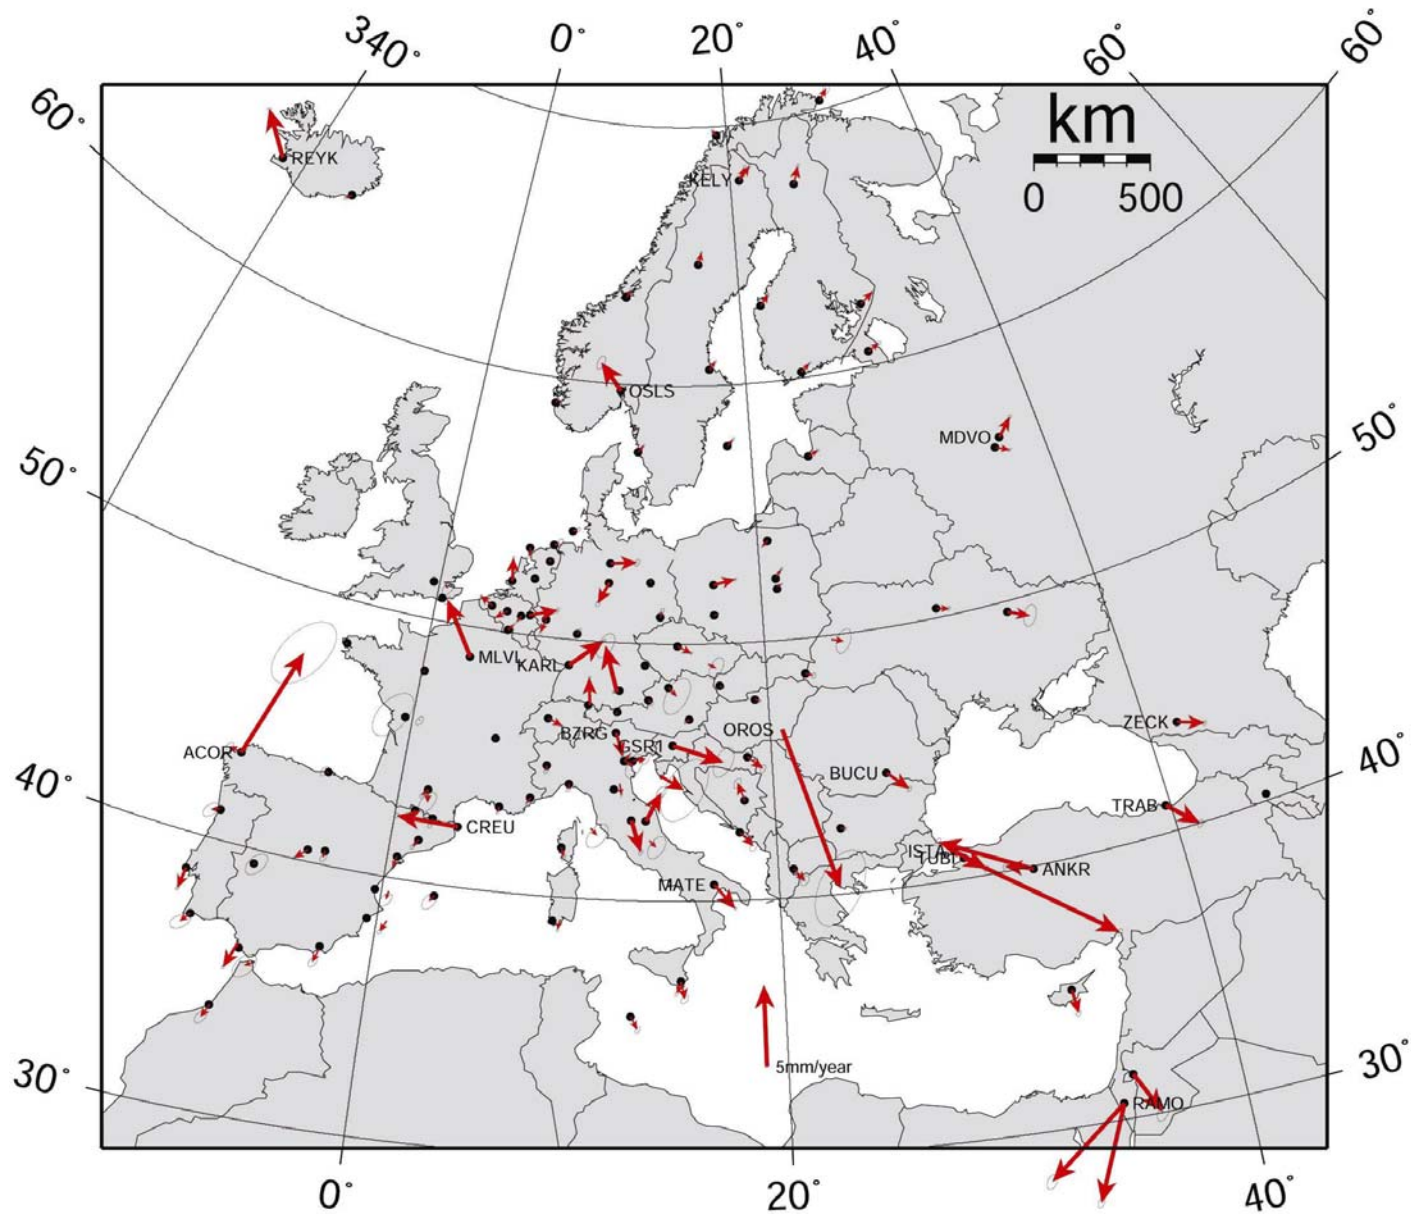 340°
0°
20°
40°
60°
60°
60°
km
0 500
REYK
KELY
OSLS
MDVO
50°
50°
MLVL
KARL
ZECK
ACOR
BZRG
GSR1
OROS
BUCU
40°
40°
TRAB
CREU
ISTA
TUBI
ANKR
MATE
5mm/year
30°
30°
RAMO
0°
20°
40°